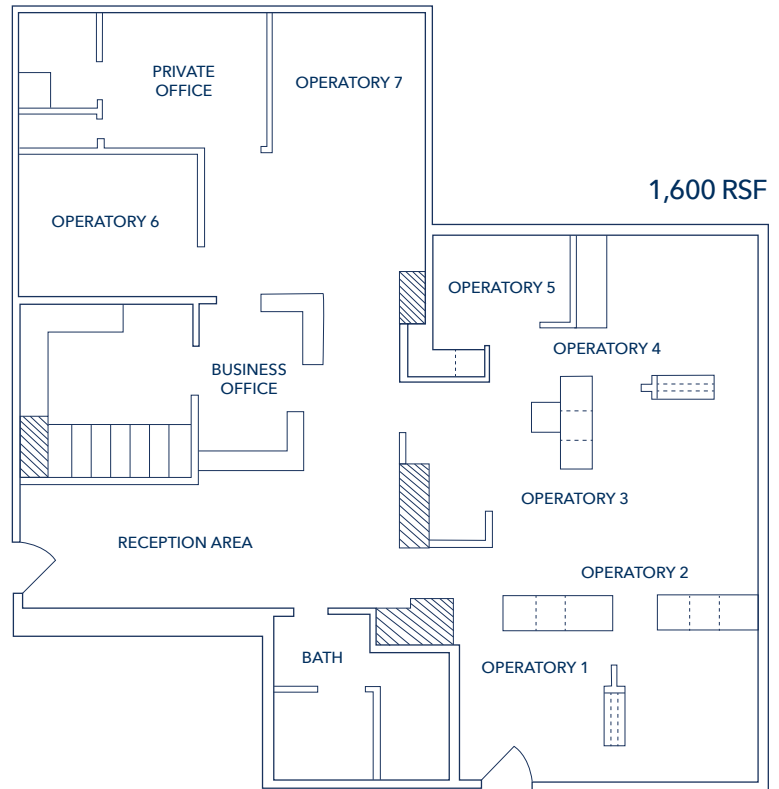 PRIVATE
OFFICE
OPERATORY 7
1,600 RSF
OPERATORY 6
OPERATORY 5
OPERATORY 4
BUSINESS
OFFICE
OPERATORY 3
RECEPTION AREA
OPERATORY 2
BATH
OPERATORY 1